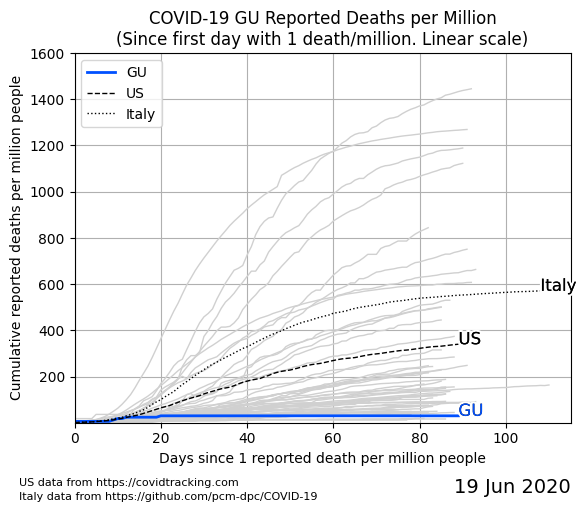 COVID-19 GU Reported Deaths per Million
(Since first day with 1 death/million. Linear scale)
Cumulative reported deaths per million people
1600
1400
1200
1000
800
600
400
200
GU
US
Italy
Italy
US
GU
0 20 40 60 80 100
Days since 1 reported death per million people
US data from https://covidtracking.com
Italy data from https://github.com/pcm-dpc/COVID-19
19 Jun 2020